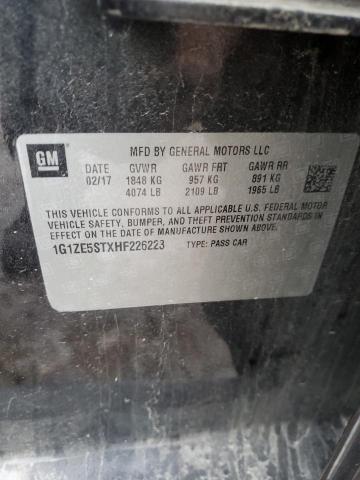 GM
MFD BY GENERAL MOTORS LLC
DATE GVWR GAWR FRT GAWR RR
02/17 1848 KG 957 KG 891 KG
4074 LB 2109 LB 1965 LB
THIS VEHICLE CONFORMS TO ALL APPLICABLE U.S. FEDERAL MOTOR
VEHICLE SAFETY, BUMPER, AND THEFT PREVENTION STANDARDS IN
EFFECT ON THE DATE OF MANUFACTURE SHOWN ABOVE.
1G1ZE5STXHF226223 TYPE: PASS CAR